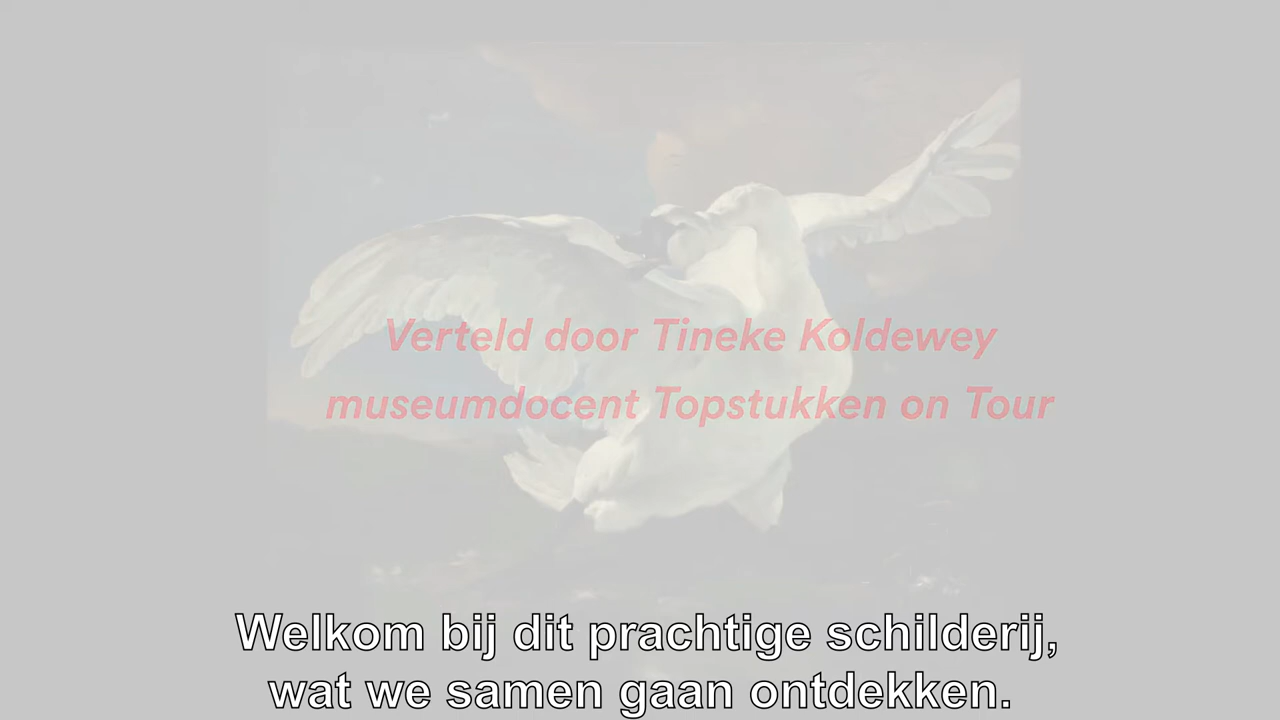 Verteld door Tineke Koldewey
museumdocent Topstukken on Tour
Welkom bij dit prachtige schilderij,
wat we samen gaan ontdekken.